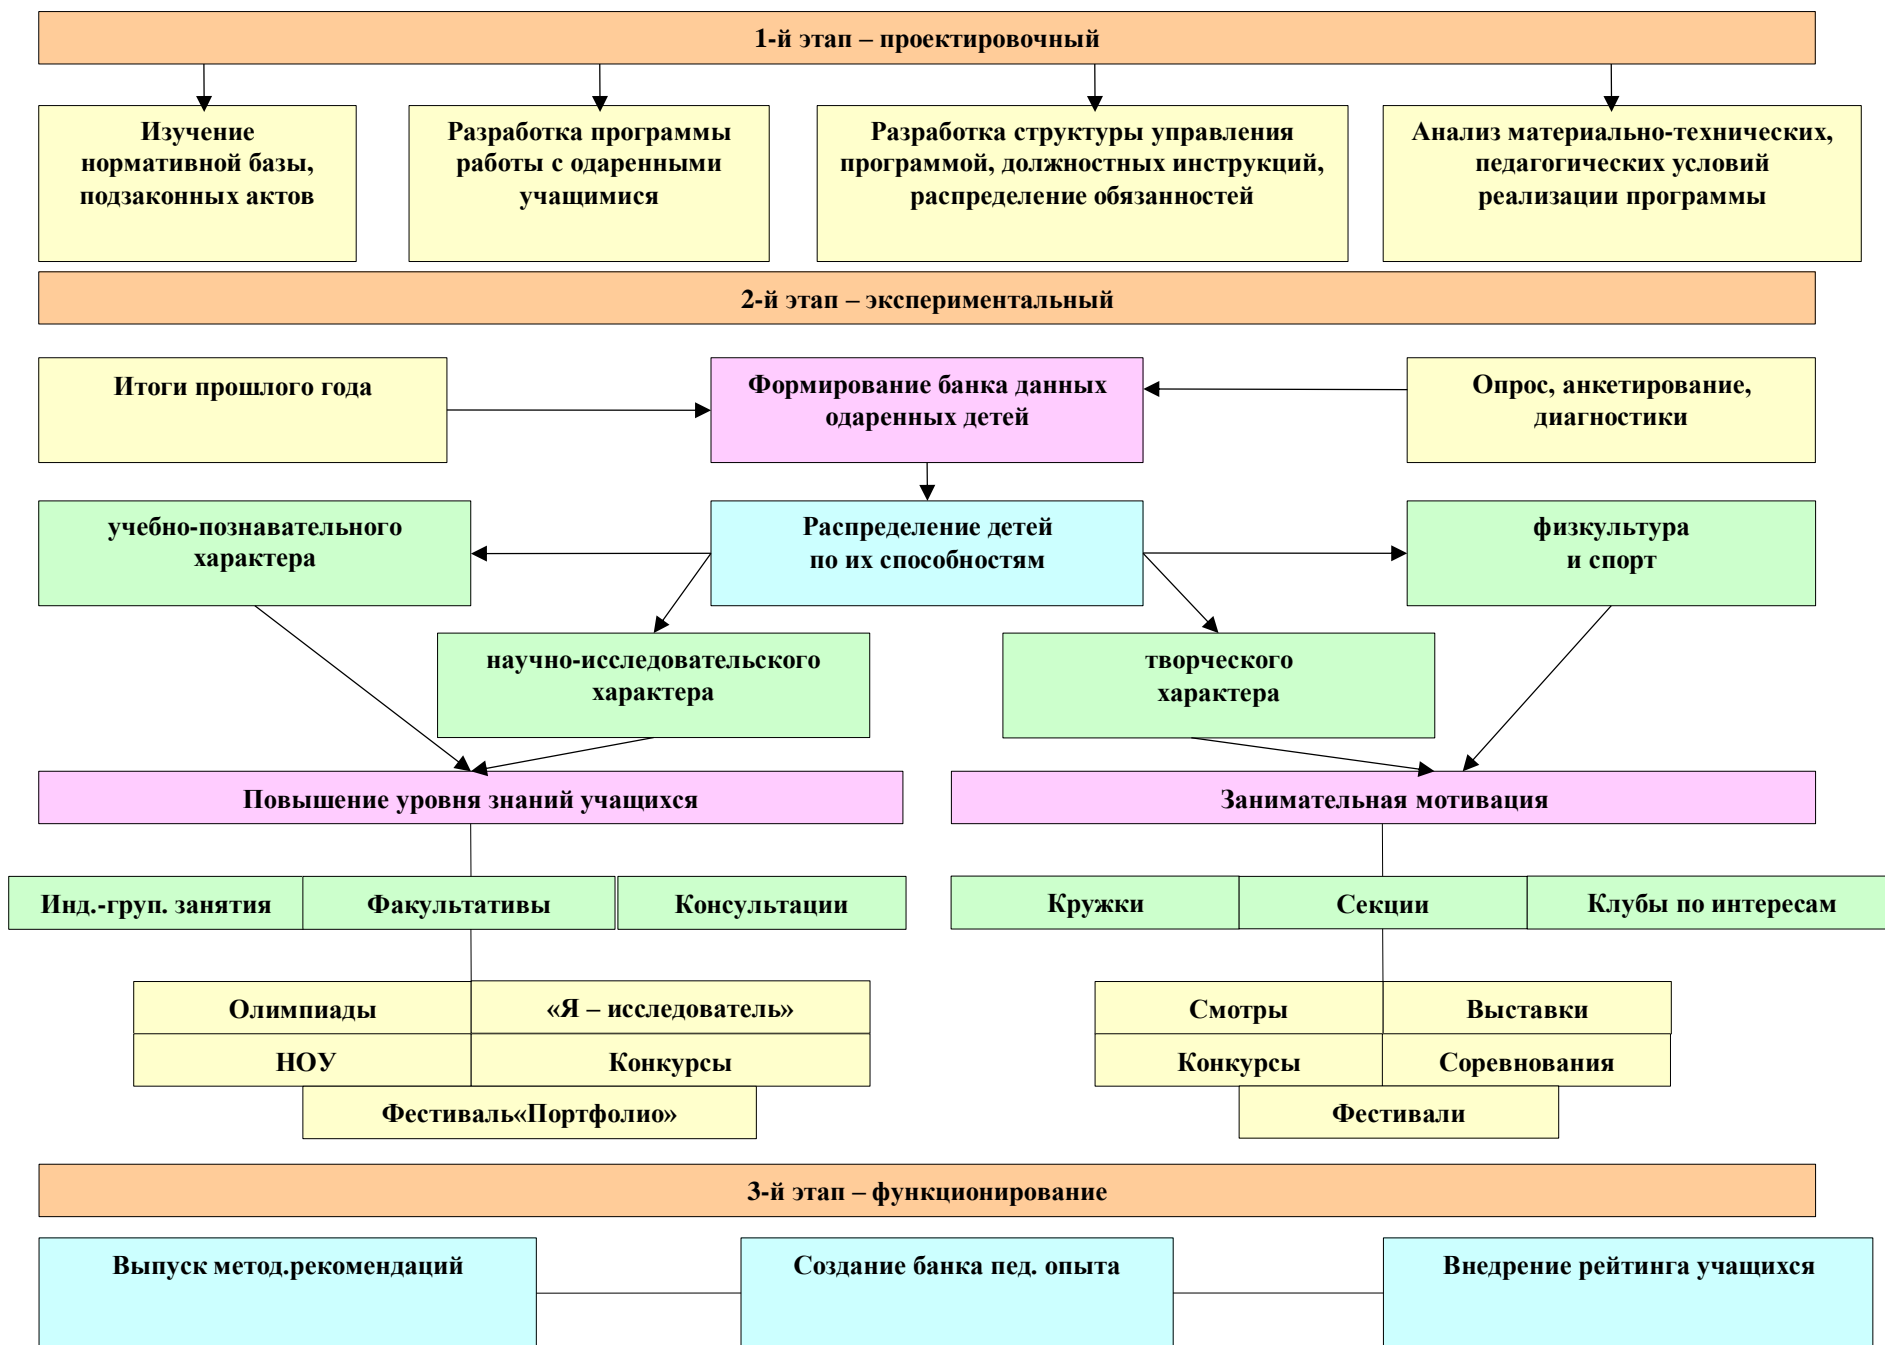 1-й этап – проектировочный
Изучение
нормативной базы,
подзаконных актов
Разработка программы
работы с одаренными
учащимися
Разработка структуры управления
программой, должностных инструкций,
распределение обязанностей
Анализ материально-технических,
педагогических условий
реализации программы
2-й этап – экспериментальный
Итоги прошлого года
Формирование банка данных
одаренных детей
Опрос, анкетирование,
диагностики
учебно-познавательного
характера
Распределение детей
по их способностям
физкультура
и спорт
научно-исследовательского
характера
творческого
характера
Повышение уровня знаний учащихся
Занимательная мотивация
Инд.-груп. занятия
Факультативы
Консультации
Кружки
Секции
Клубы по интересам
Олимпиады
«Я – исследователь»
Смотры
Выставки
НОУ
Конкурсы
Конкурсы
Соревнования
Фестиваль«Портфолио»
Фестивали
3-й этап – функционирование
Выпуск метод.рекомендаций
Создание банка пед. опыта
Внедрение рейтинга учащихся